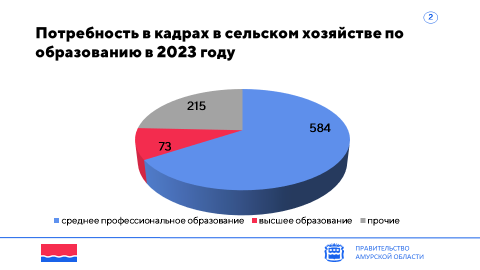 2
Потребность в кадрах в сельском хозяйстве по
образованию в 2023 году
215
584
73
среднее профессиональное образование высшее образование прочие
ПРАВИТЕЛЬСТВО
АМУРСКОЙ ОБЛАСТИ